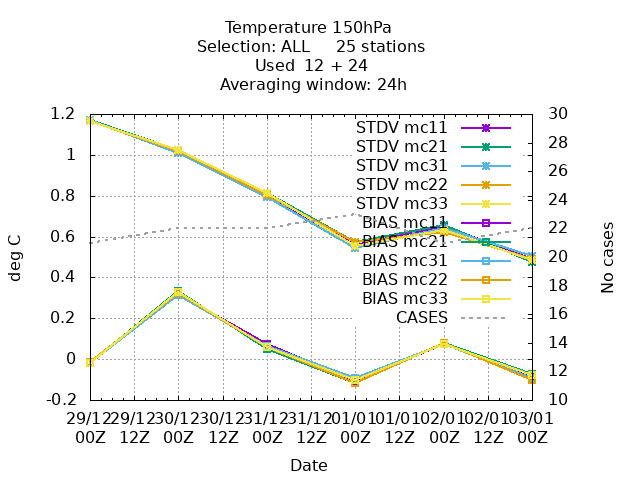 Temperature 150hPa
Selection: ALL     25 stations
Used  12 + 24
Averaging window: 24h
1.2
1
0.8
0.6
0.4
0.2
0
-0.2
deg C
30
28
26
24
22
20
18
16
14
12
10
No cases
STDV mc11
STDV mc21
STDV mc31
STDV mc22
STDV mc33
BIAS mc11
BIAS mc21
BIAS mc31
BIAS mc22
BIAS mc33
CASES
29/12 29/12 30/12 30/12 31/12 31/12 01/01 01/01 02/01 02/01 03/01
00Z 12Z 00Z 12Z 00Z 12Z 00Z 12Z 00Z 12Z 00Z
Date